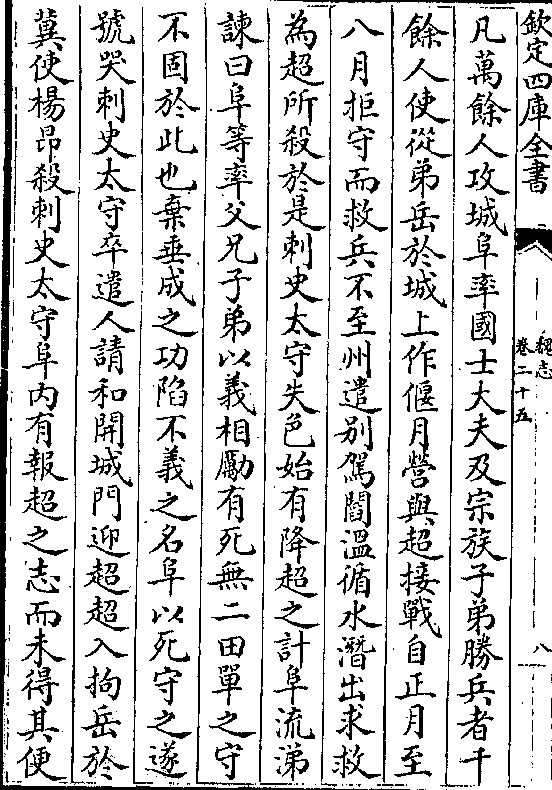 欽定四庫全書
魏志
卷二十五
八
凡萬餘人攻城阜率國士大夫及宗族子弟勝兵者千
餘人使從弟岳於城上作偃月營與超接戰自正月至
八月拒守而救兵不至州遣别駕閻溫循水潛出求救
為超所殺於是刺史太守失色始有降超之計阜流涕
諫曰阜等率父兄子弟以義相勵有死無二田單之守
不固於此也棄垂成之功陷不義之名阜以死守之遂
號哭刺史太守卒遣人請和開城門迎超超入拘岳於
冀使楊昂殺刺史太守阜内有報超之志而未得其便